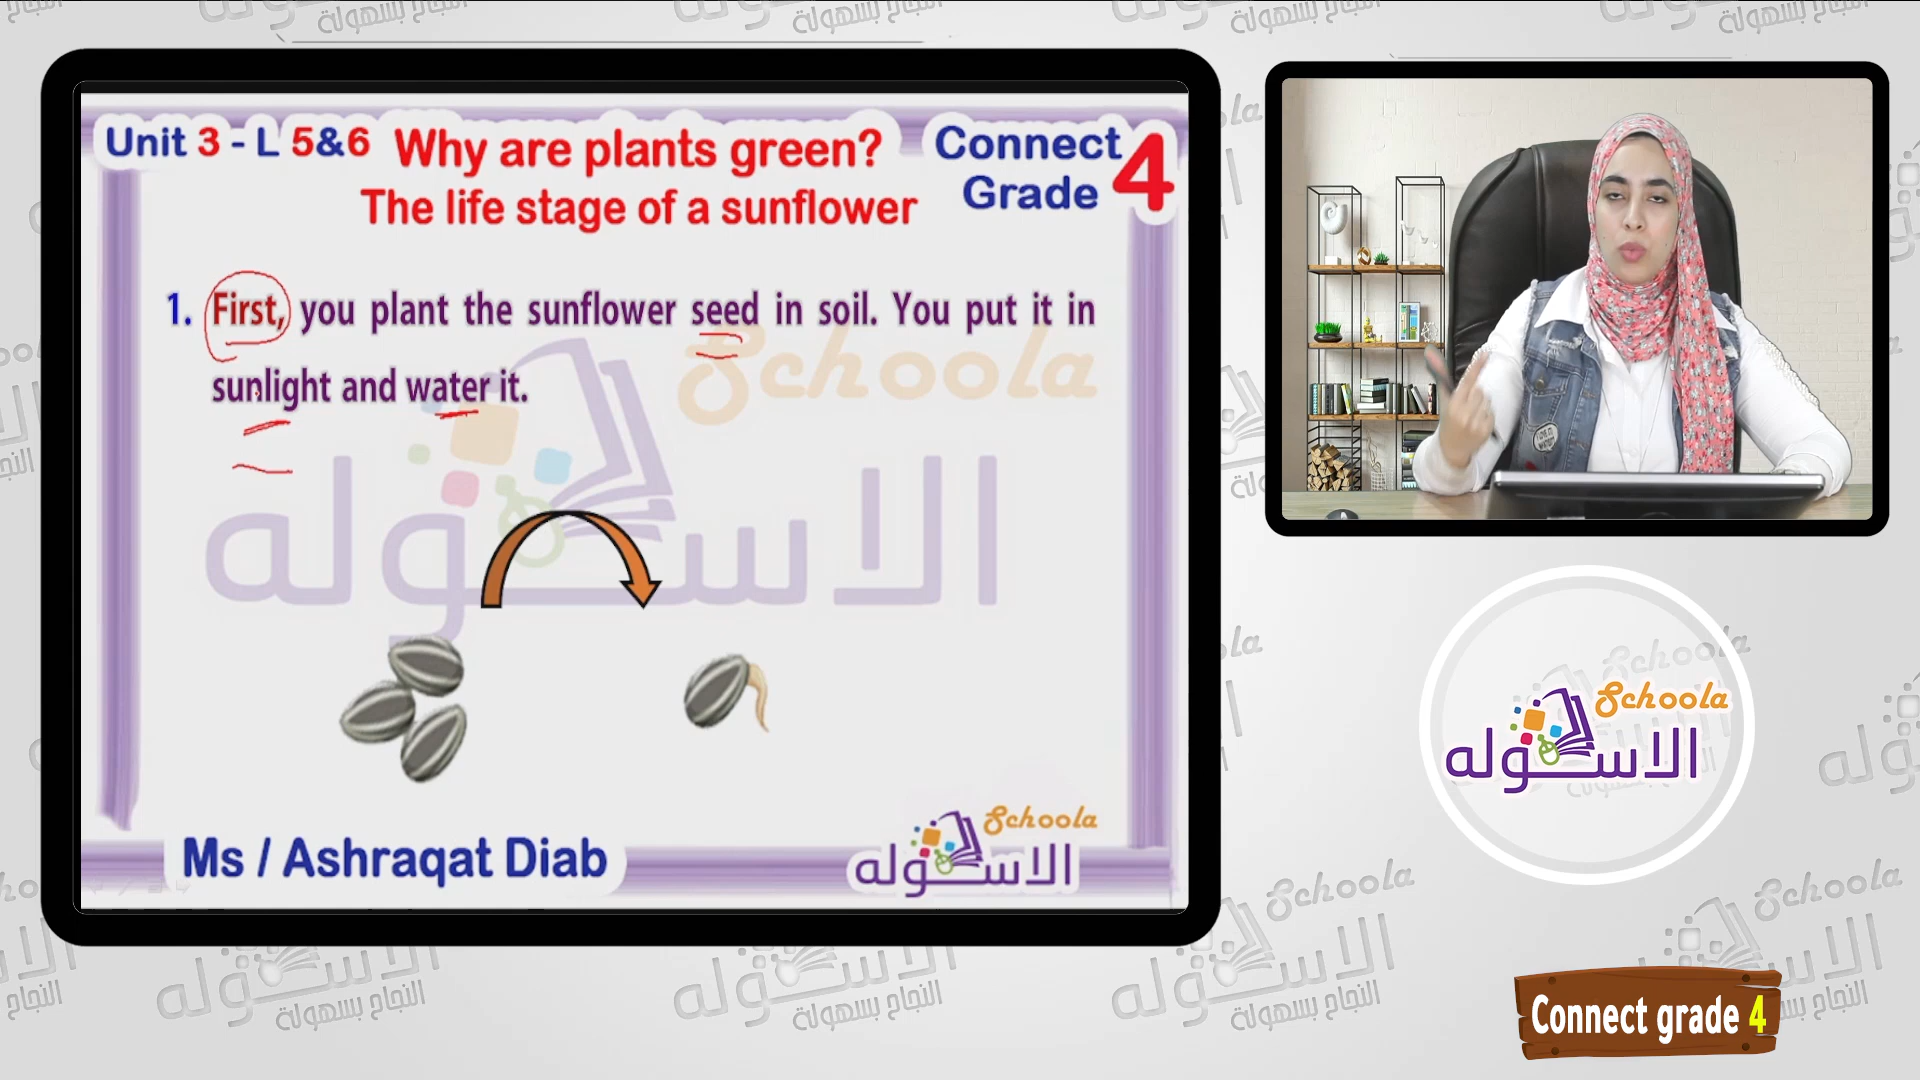 Unit 3 - L 5&6
Why are plants green?
The life stage of a sunflower
Connect
Grade 4
1. First, you plant the sunflower seed in soil. You put it in
sunlight and water it.
Schoola
الاسكوله
Ms / Ashraqat Diab
Schoola
الاسكوله
Schoola
الاسكوله
Connect grade 4
النجاح بسهولة